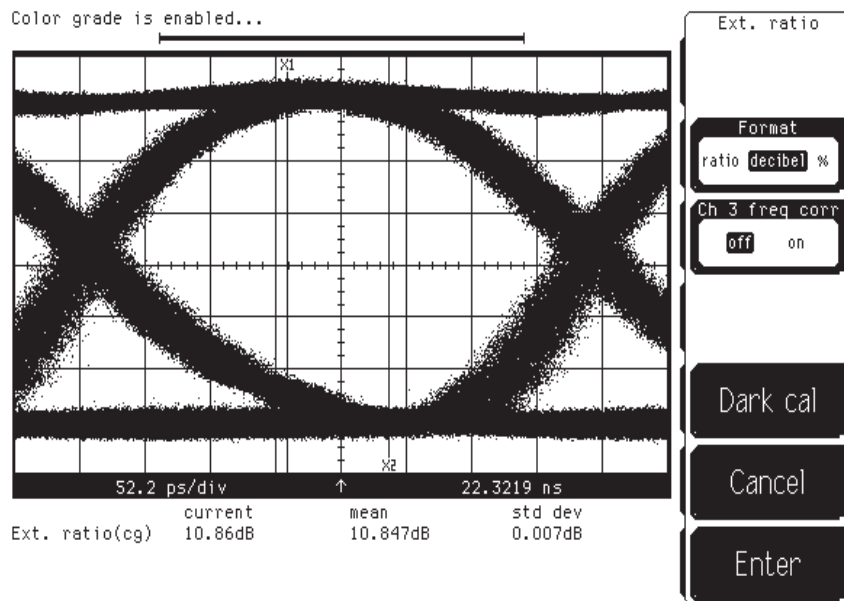 Color grade is enabled...
X1
X2
52.2 ps/div ↑ 22.3219 ns
current mean std dev
Ext. ratio(cg) 10.86dB 10.847dB 0.007dB
Ext. ratio
Format
ratio decibel %
Ch 3 freq corr
off on
Dark cal
Cancel
Enter